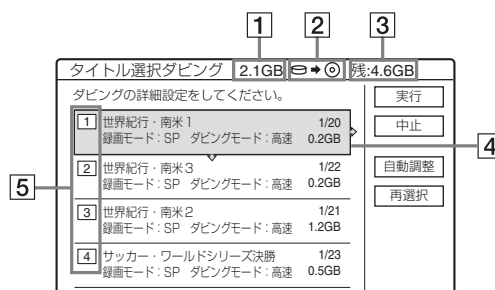 1 2 3
タイトル選択ダビング 2.1GB 残:4.6GB
ダビングの詳細設定をしてください。
実行
1 世界紀行・南米1 1/20
録画モード:SP ダビングモード:高速 0.2GB
中止
4
2 世界紀行・南米3 1/22
録画モード:SP ダビングモード:高速 0.2GB
自動調整
5
再選択
3 世界紀行・南米2 1/21
録画モード:SP ダビングモード:高速 1.2GB
4 サッカー・ワールドシリーズ決勝 1/23
録画モード:SP ダビングモード:高速 0.5GB